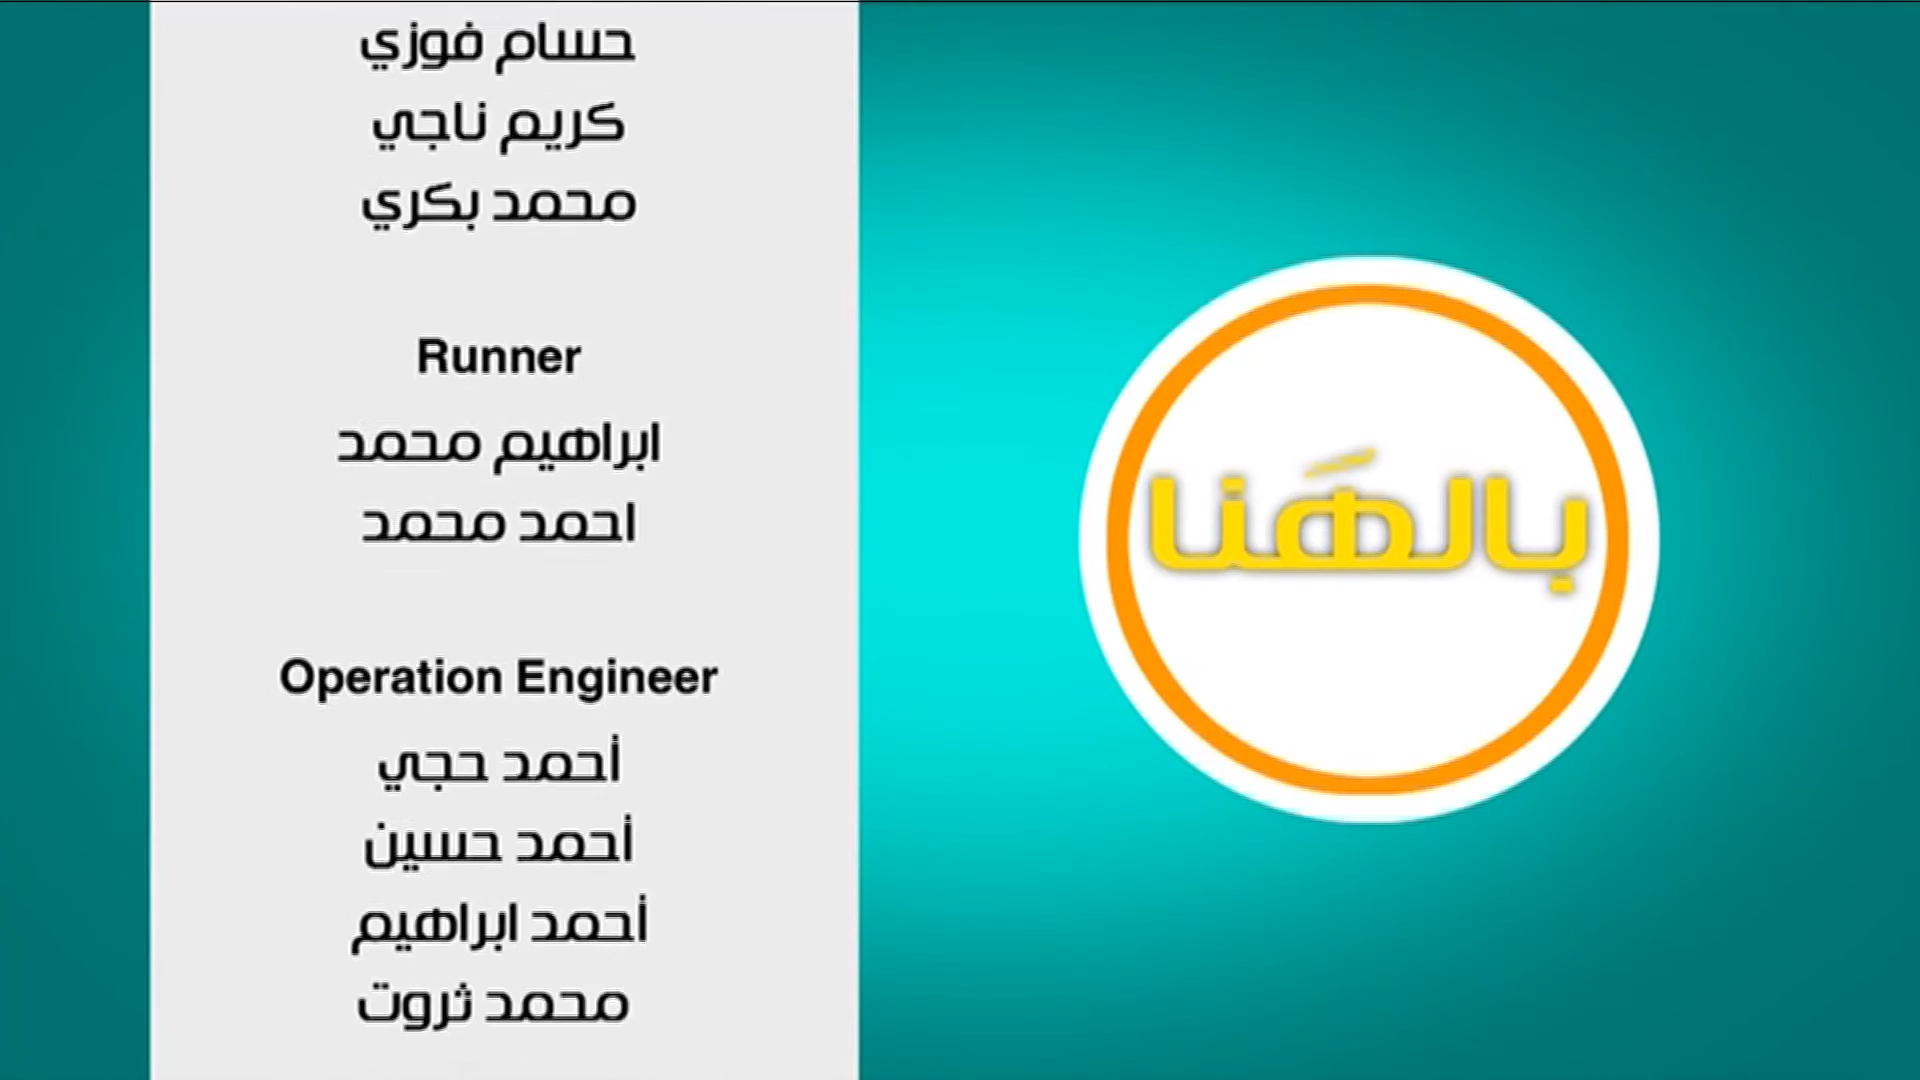 حسام فوزي
كريم ناجي
محمد بكري
Runner
ابراهيم محمد
احمد محمد
Operation Engineer
أحمد حجي
أحمد حسين
أحمد ابراهيم
محمد ثروت
بالهَنا